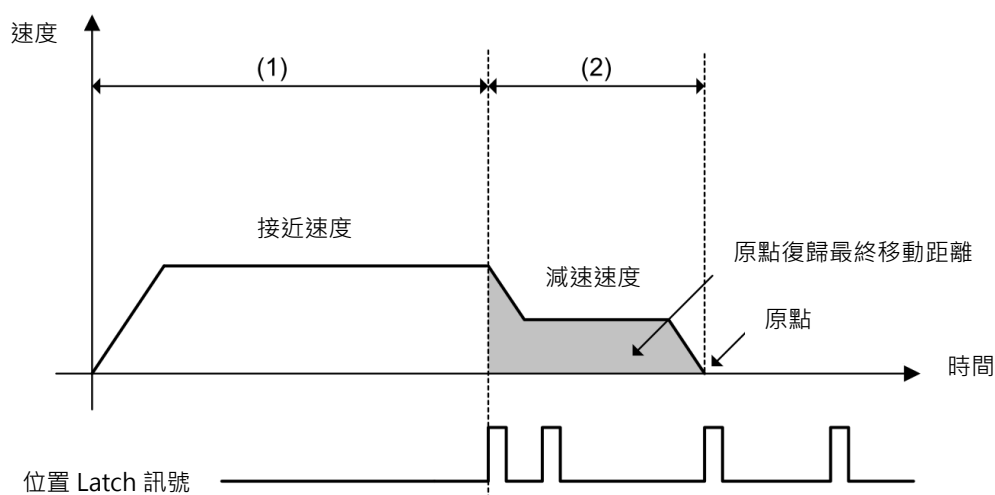 速度
(1)
(2)
接近速度
減速速度
原點復歸最終移動距離
原點
時間
位置 Latch 訊號